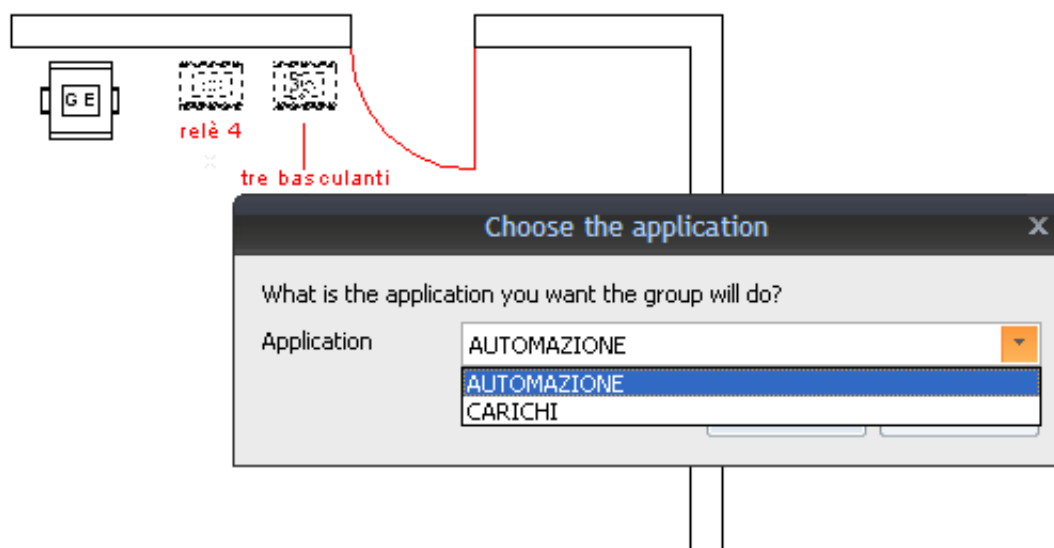 G E
relè 4
tre basculanti
Choose the application
x
What is the application you want the group will do?
Application
AUTOMAZIONE
AUTOMAZIONE
CARICHI